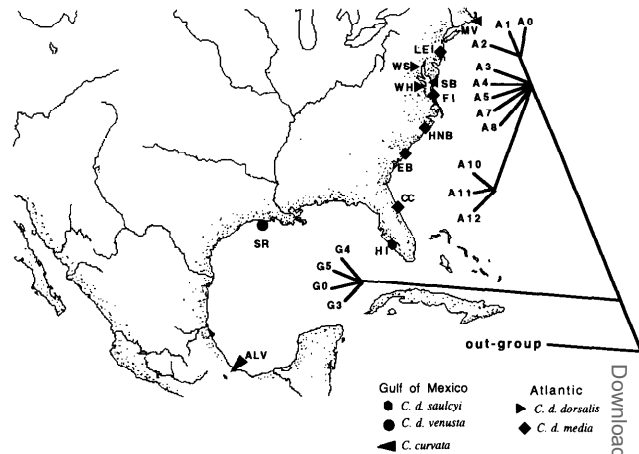 A1 A0
MV
A2
LEI
WS
A3
SB
A4
WH
FI
A5
A7
A8
HNB
EB
A10
A11
CC
A12
SR
HI
G4
G5
G0
G3
out-group
ALV
Gulf of Mexico
C. d. saulcyi
C. d. venusta
C. curvata
Atlantic
C. d. dorsalis
C. d. media
Download